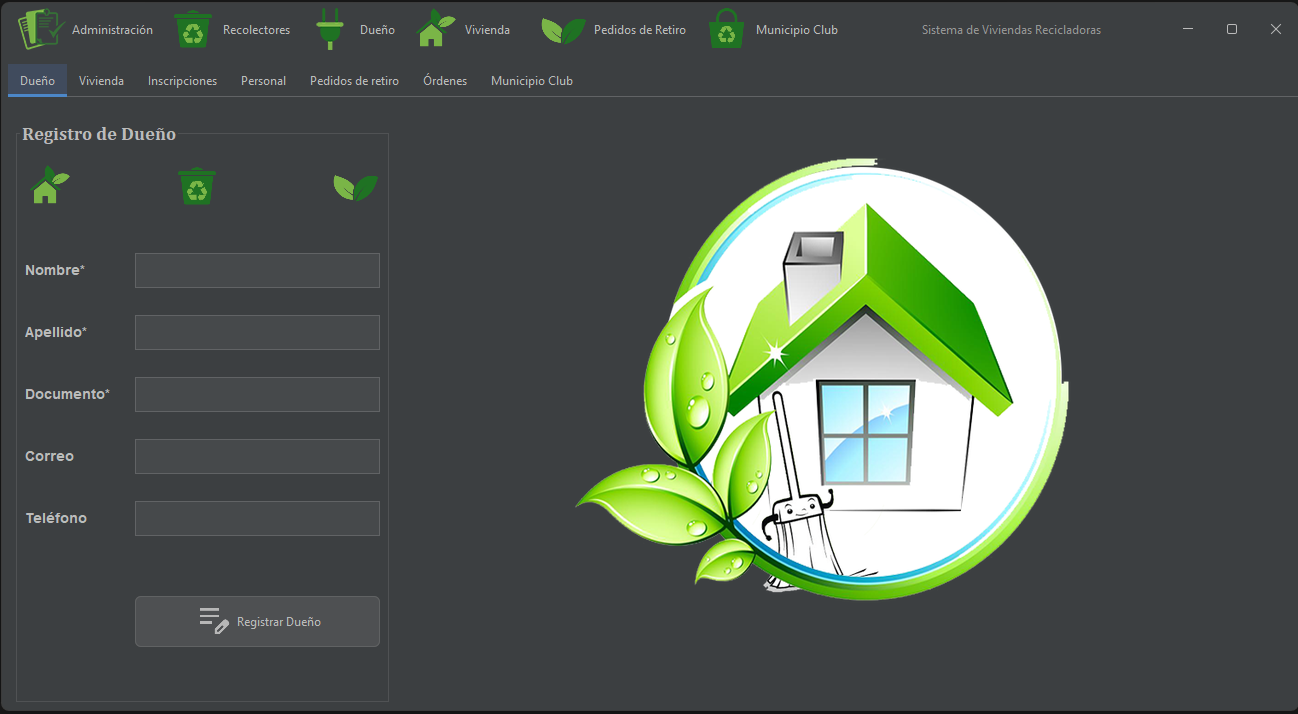 Administración Recolectores Dueño Vivienda Pedidos de Retiro Municipio Club Sistema de Viviendas Recicladoras
Dueño Vivienda Inscripciones Personal Pedidos de retiro Órdenes Municipio Club
Registro de Dueño
Nombre*
Apellido*
Documento*
Correo
Teléfono
Registrar Dueño